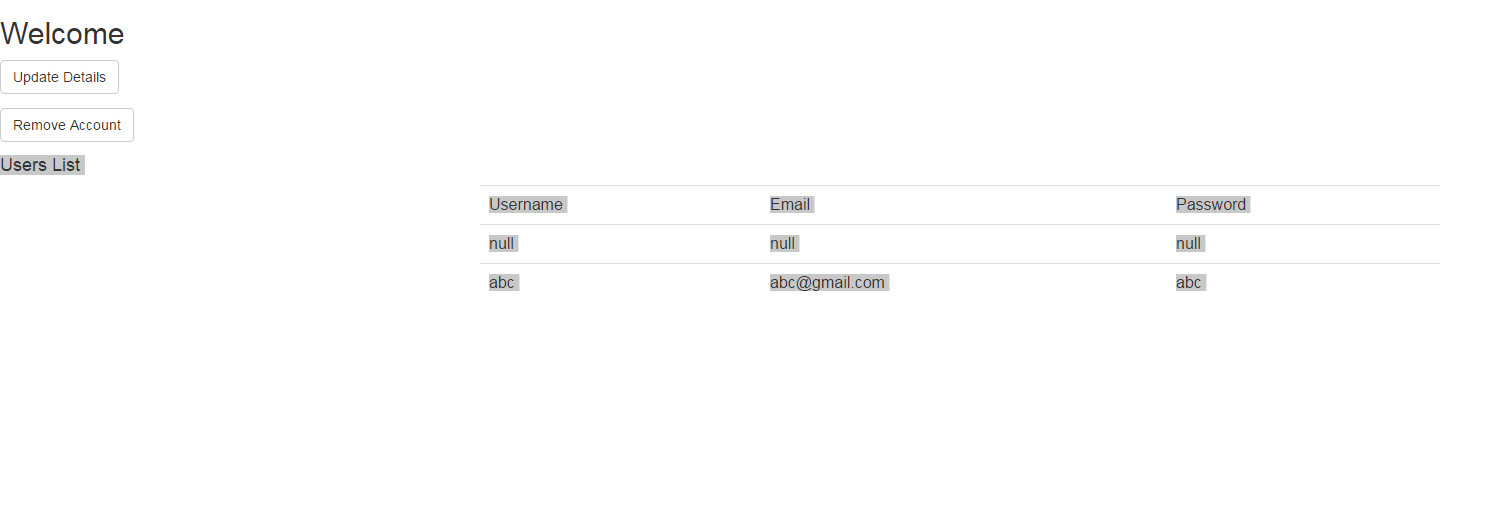 Welcome
Update Details
Remove Account
Users List
Username Email Password
null null null
abc abc@gmail.com abc